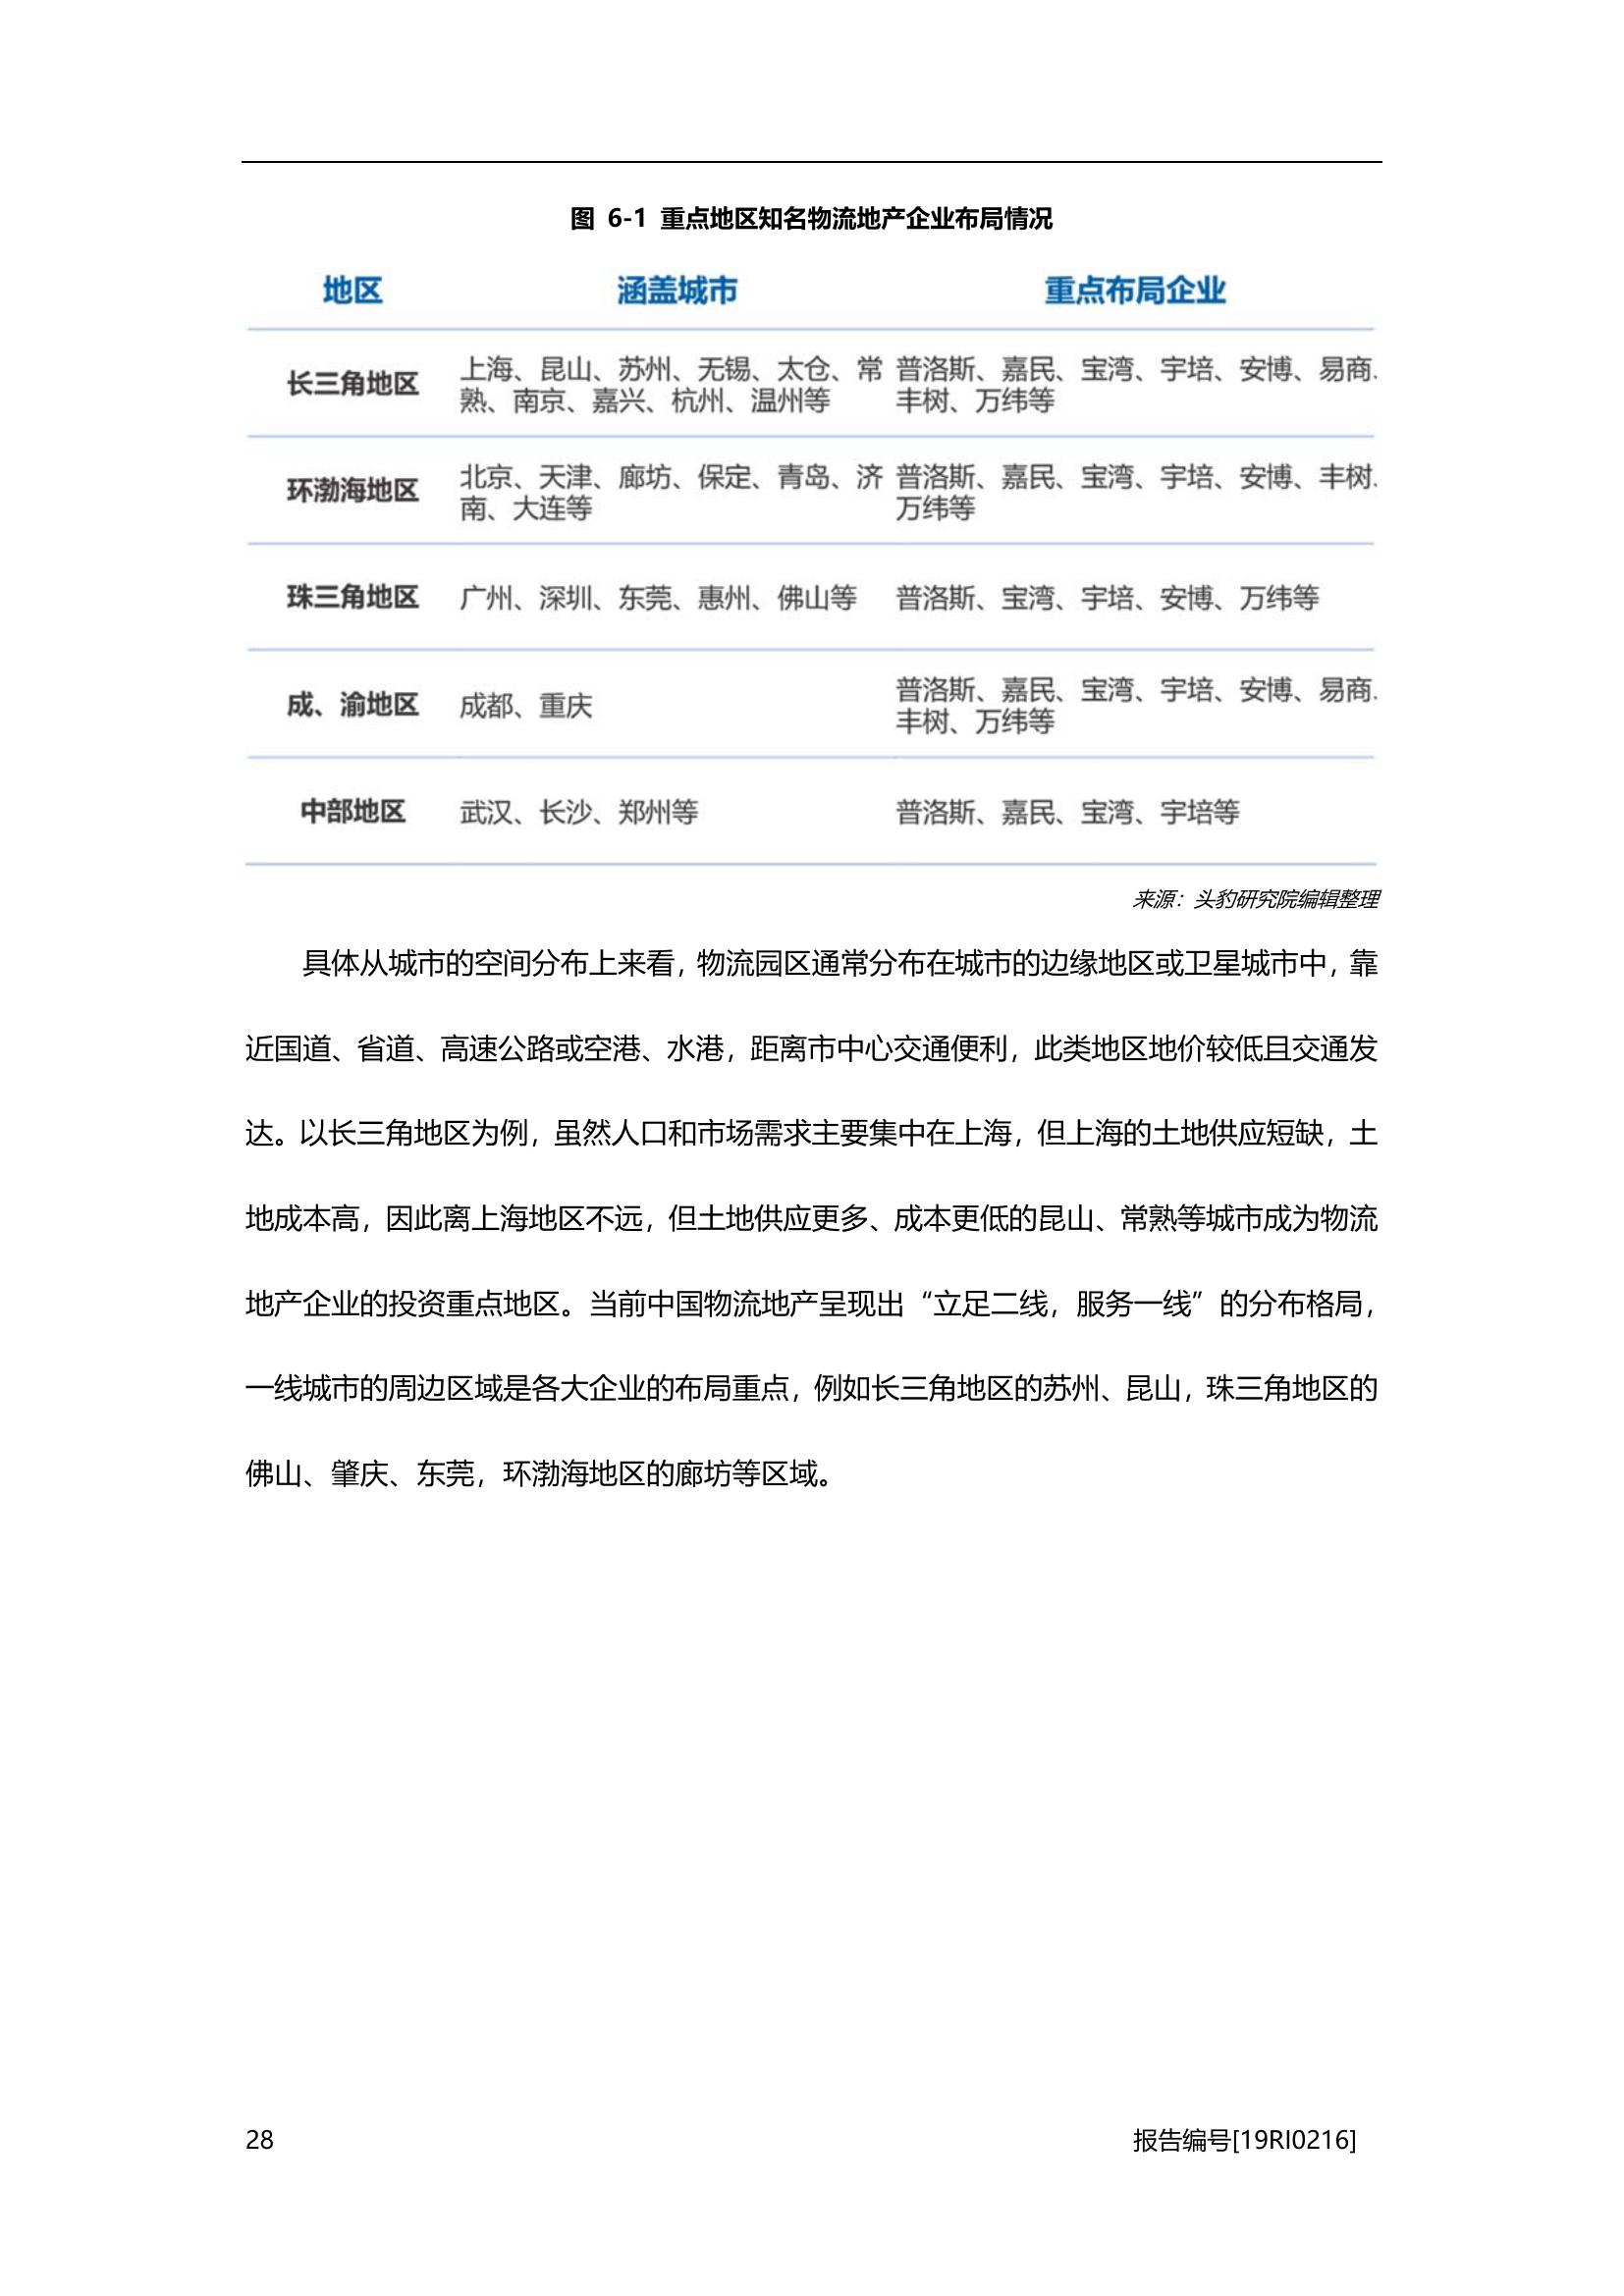 图 6-1 重点地区知名物流地产企业布局情况
地区 涵盖城市 重点布局企业
长三角地区 上海、昆山、苏州、无锡、太仓、常 普洛斯、嘉民、宝湾、宇培、安博、易商、
熟、南京、嘉兴、杭州、温州等 丰树、万纬等
环渤海地区 北京、天津、廊坊、保定、青岛、济 普洛斯、嘉民、宝湾、宇培、安博、丰树、
南、大连等 万纬等
珠三角地区 广州、深圳、东莞、惠州、佛山等 普洛斯、宝湾、宇培、安博、万纬等
成、渝地区 成都、重庆 普洛斯、嘉民、宝湾、宇培、安博、易商、
丰树、万纬等
中部地区 武汉、长沙、郑州等 普洛斯、嘉民、宝湾、宇培等
来源：头豹研究院编辑整理
具体从城市的空间分布上来看，物流园区通常分布在城市的边缘地区或卫星城市中，靠
近国道、省道、高速公路或空港、水港，距离市中心交通便利，此类地区地价较低且交通发
达。以长三角地区为例，虽然人口和市场需求主要集中在上海，但上海的土地供应短缺，土
地成本高，因此离上海地区不远，但土地供应更多、成本更低的昆山、常熟等城市成为物流
地产企业的投资重点地区。当前中国物流地产呈现出“立足二线，服务一线”的分布格局，
一线城市的周边区域是各大企业的布局重点，例如长三角地区的苏州、昆山，珠三角地区的
佛山、肇庆、东莞，环渤海地区的廊坊等区域。
28 报告编号[19RI0216]